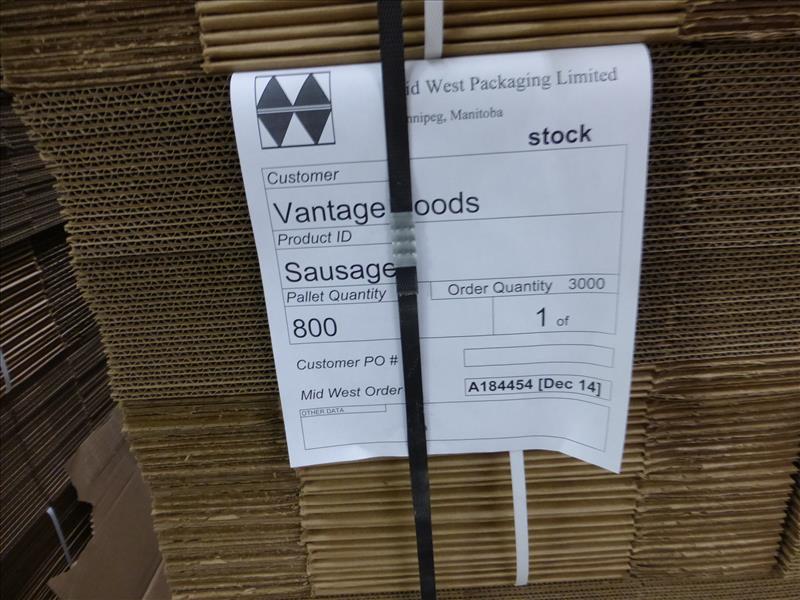 id West Packaging Limited
nnipeg, Manitoba
stock
Customer
Vantage oods
Product ID
Sausage
Pallet Quantity
Order Quantity 3000
800
1 of
Customer PO #
Mid West Order
A184454 [Dec 14]
OTHER DATA